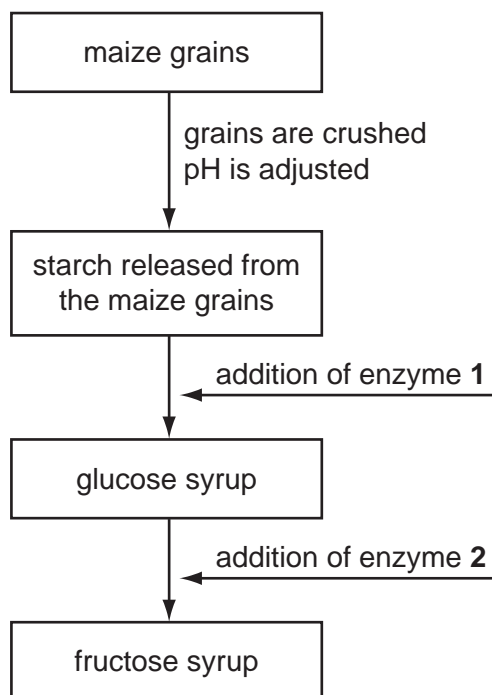 maize grains
grains are crushed
pH is adjusted
starch released from
the maize grains
addition of enzyme 1
glucose syrup
addition of enzyme 2
fructose syrup